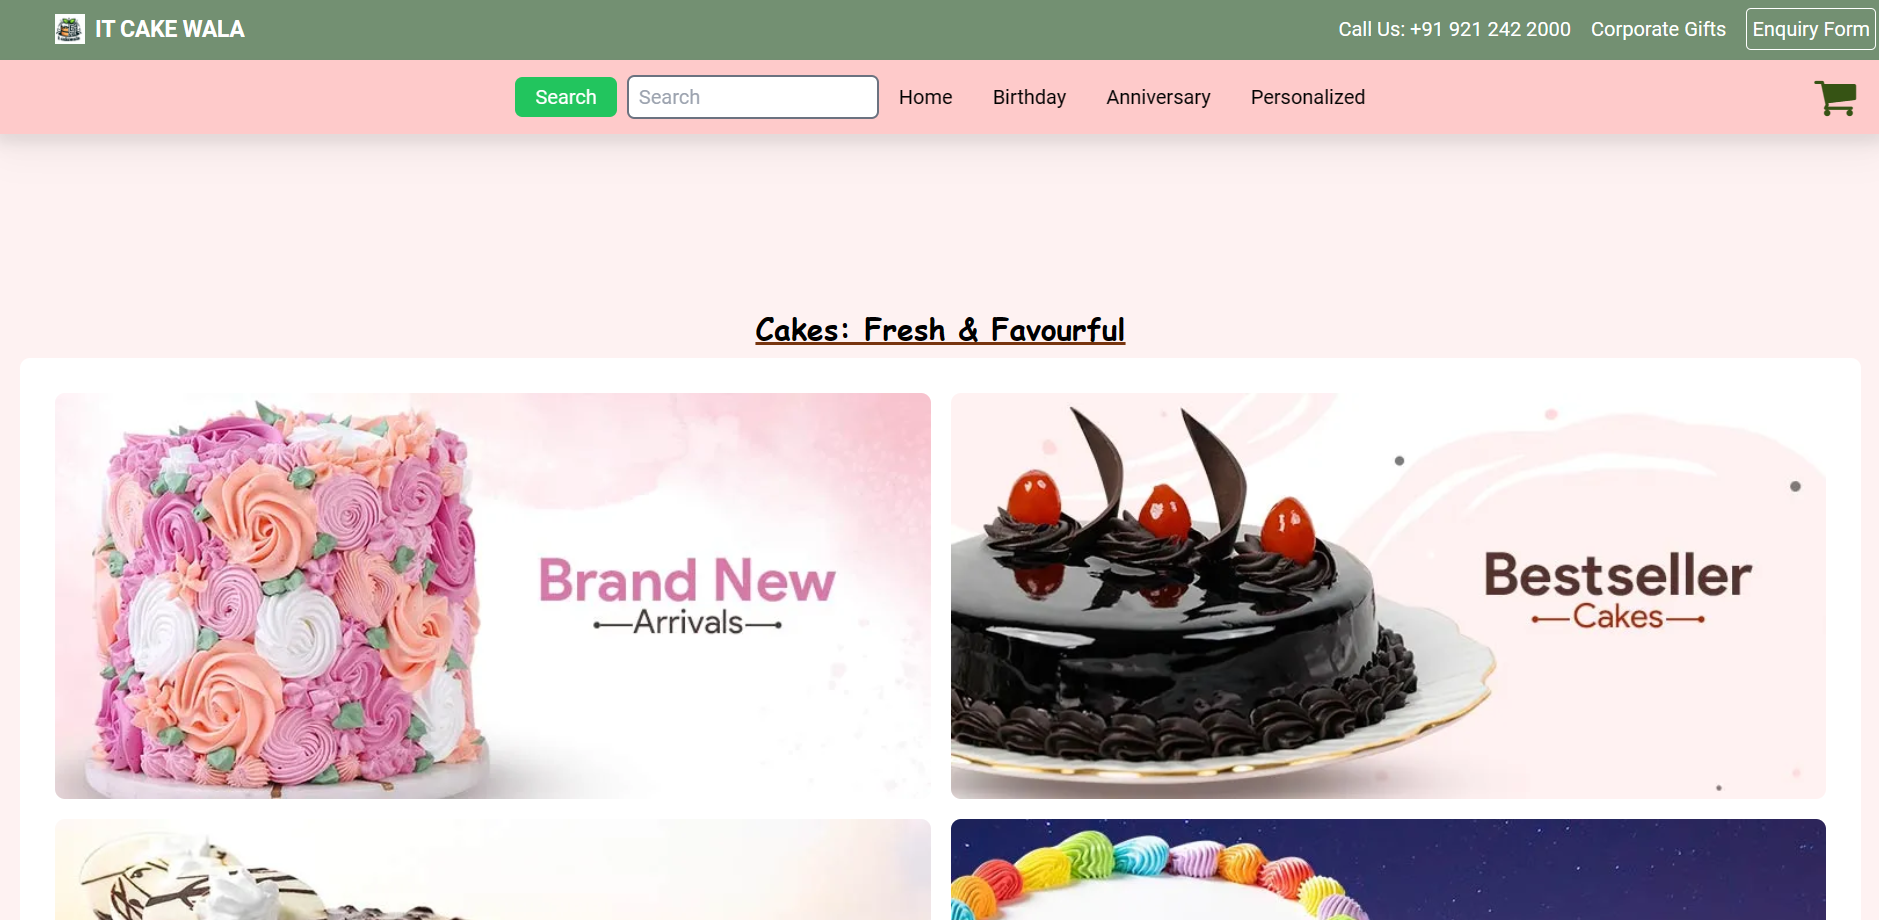 IT CAKE WALA
Call Us: +91 921 242 2000 Corporate Gifts Enquiry Form
Search Search Home Birthday Anniversary Personalized
Cakes: Fresh & Favourful
Brand New
Arrivals
Bestseller
Cakes